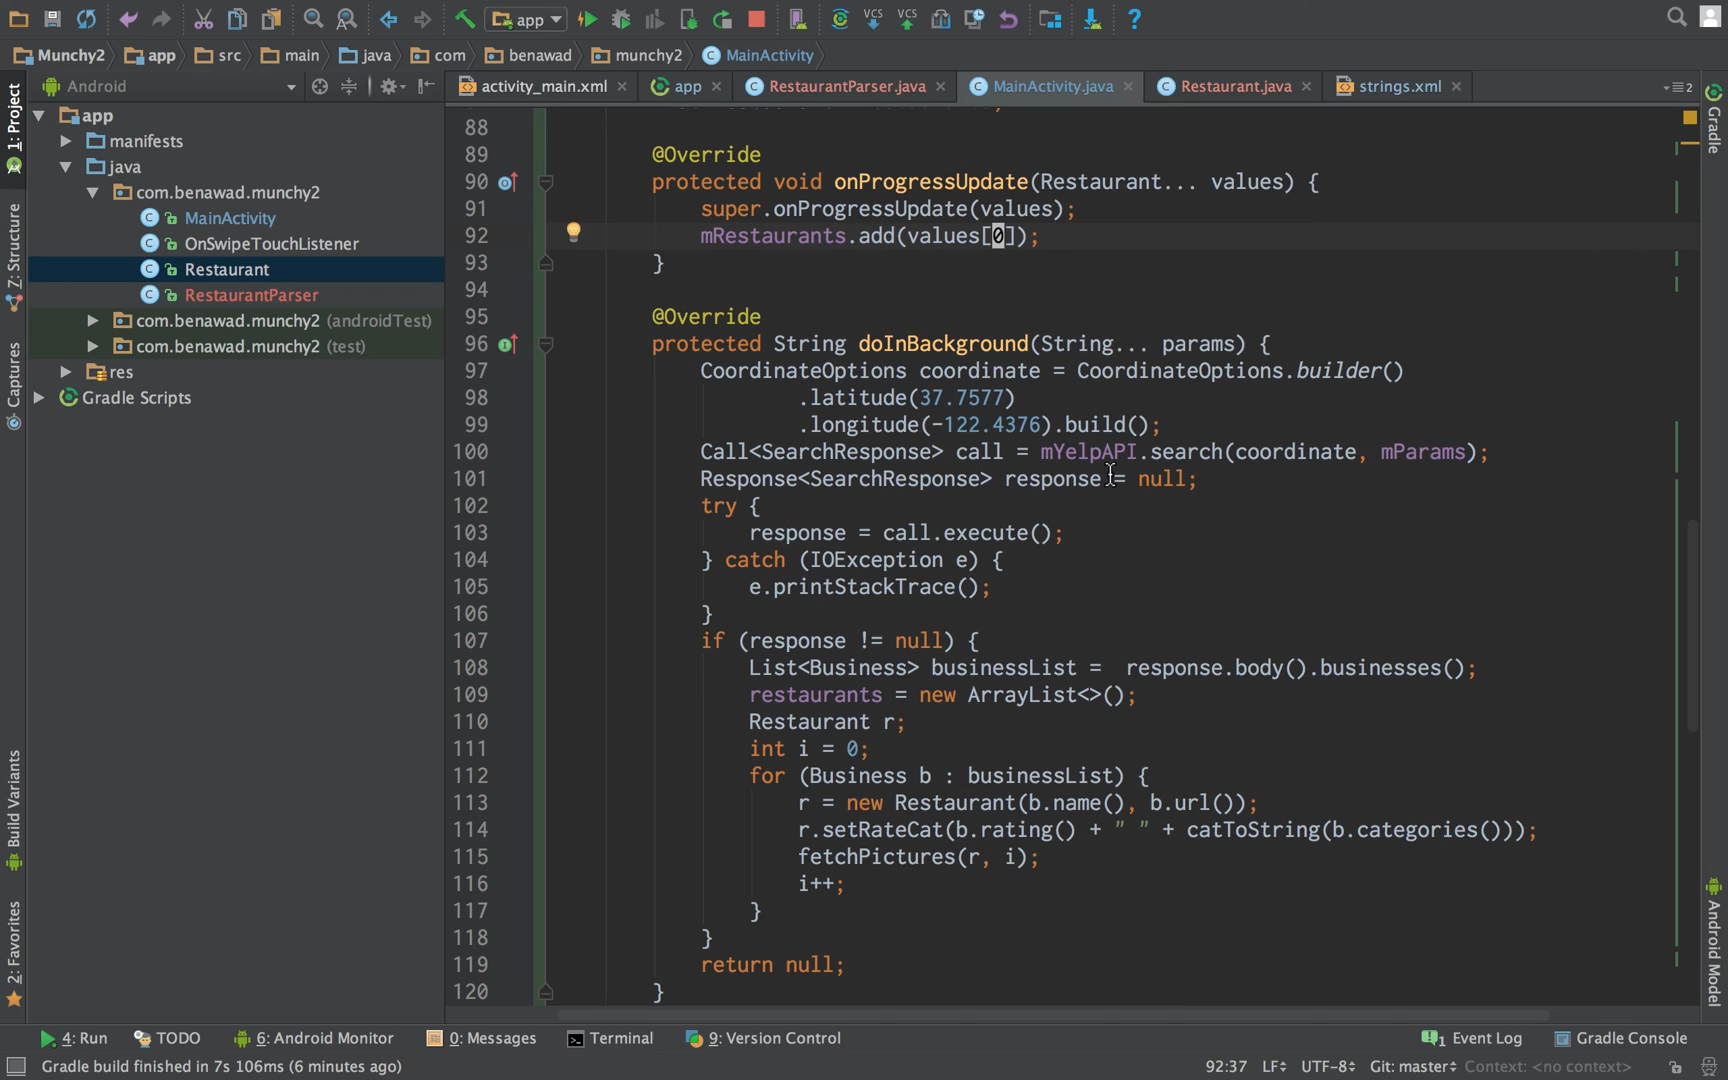 app
Munchy2 app src main java com benawad munchy2 MainActivity
Android
activity_main.xml app RestaurantParser.java MainActivity.java Restaurant.java strings.xml
2
1: Project
Z: Structure
Captures
Build Variants
2: Favorites
app
manifests
java
com.benawad.munchy2
MainActivity
OnSwipeTouchListener
Restaurant
RestaurantParser
com.benawad.munchy2 (androidTest)
com.benawad.munchy2 (test)
res
Gradle Scripts
88
89 @Override
90 protected void onProgressUpdate(Restaurant... values) {
91 super.onProgressUpdate(values);
92 mRestaurants.add(values[0]);
93 }
94
95 @Override
96 protected String doInBackground(String... params) {
97 CoordinateOptions coordinate = CoordinateOptions.builder()
98 .latitude(37.7577)
99 .longitude(-122.4376).build();
100 Call<SearchResponse> call = mYelpAPI.search(coordinate, mParams);
101 Response<SearchResponse> response = null;
102 try {
103 response = call.execute();
104 } catch (IOException e) {
105 e.printStackTrace();
106 }
107 if (response != null) {
108 List<Business> businessList =  response.body().businesses();
109 restaurants = new ArrayList<>();
110 Restaurant r;
111 int i = 0;
112 for (Business b : businessList) {
113 r = new Restaurant(b.name(), b.url());
114 r.setRateCat(b.rating() + " " + catToString(b.categories()));
115 fetchPictures(r, i);
116 i++;
117 }
118 }
119 return null;
120 }
Gradle
Android Model
4: Run TODO 6: Android Monitor 0: Messages Terminal 9: Version Control 1 Event Log Gradle Console
Gradle build finished in 7s 106ms (6 minutes ago) 92:37 LF UTF-8 Git: master Context: <no context>